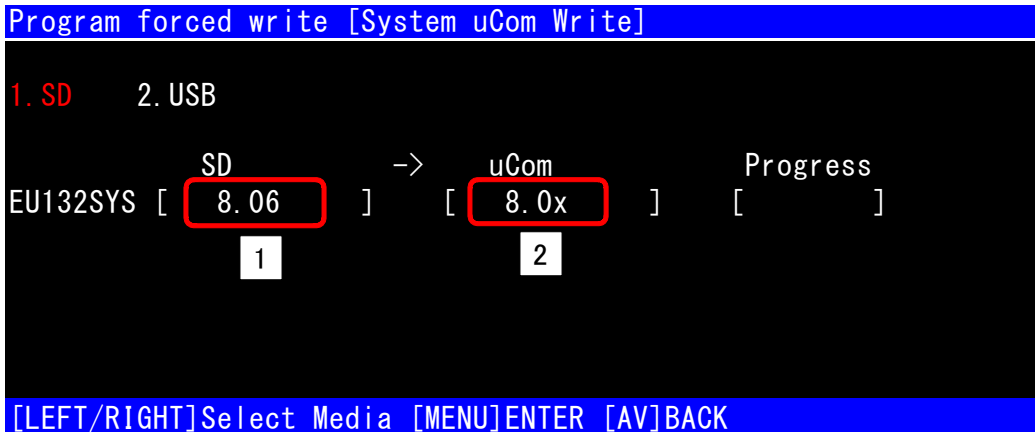 Program forced write [System uCom Write]
1.SD 2.USB
SD -> uCom Progress
EU132SYS [ 8.06 ] [ 8.0x ] [ ]
1 2
[LEFT/RIGHT]Select Media [MENU]ENTER [AV]BACK